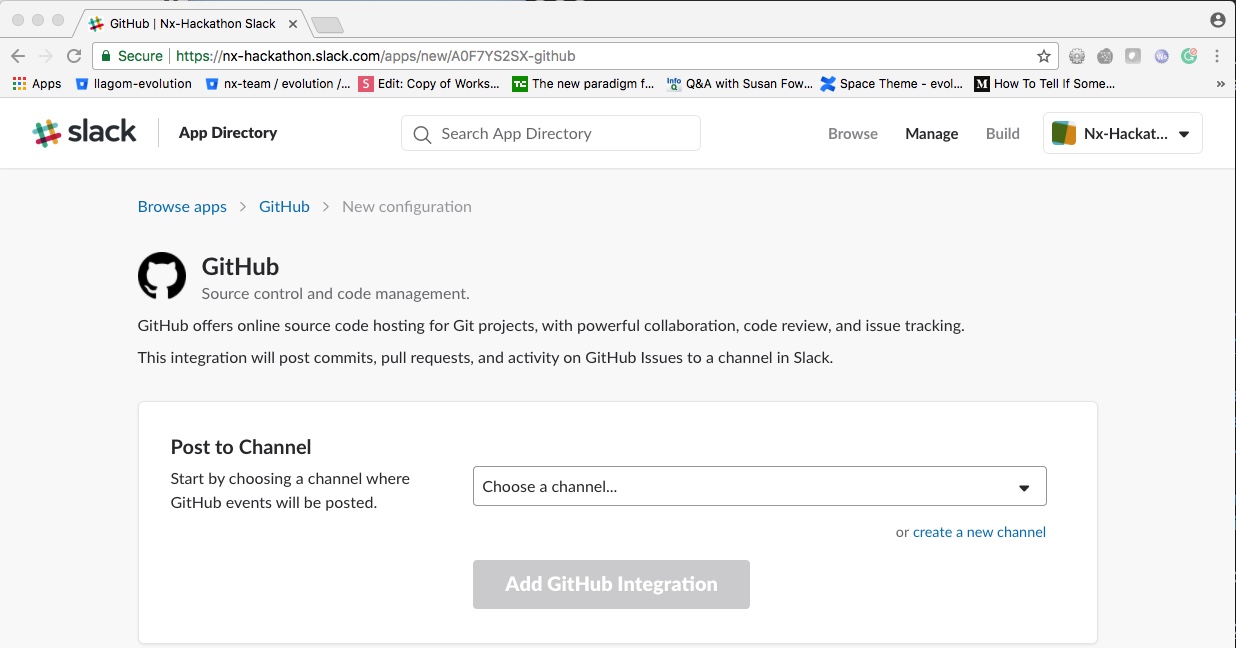 GitHub | Nx-Hackathon Slack
Secure https://nx-hackathon.slack.com/apps/new/A0F7YS2SX-github
Apps llagom-evolution nx-team / evolution /... S Edit: Copy of Works... TC The new paradigm f... Info Q Q&A with Susan Fow... Space Theme - evol... M How To Tell If Some... »
slack App Directory Search App Directory Browse Manage Build Nx-Hackat...
Browse apps > GitHub > New configuration
GitHub
Source control and code management.
GitHub offers online source code hosting for Git projects, with powerful collaboration, code review, and issue tracking.
This integration will post commits, pull requests, and activity on GitHub Issues to a channel in Slack.
Post to Channel
Start by choosing a channel where
GitHub events will be posted.
Choose a channel...
or create a new channel
Add GitHub Integration